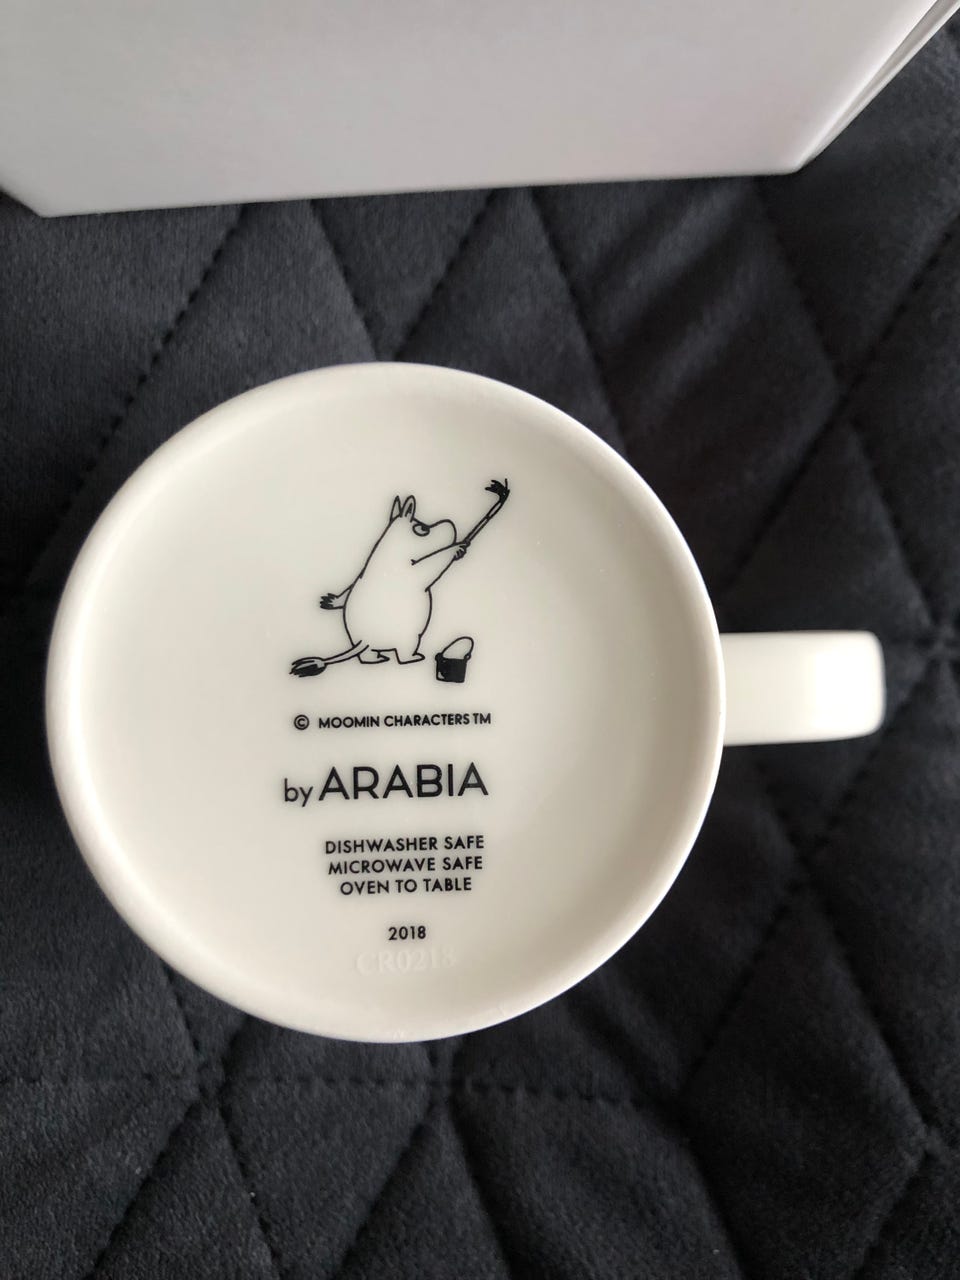 © MOOMIN CHARACTERS TM
by ARABIA
DISHWASHER SAFE
MICROWAVE SAFE
OVEN TO TABLE
2018
CR0218